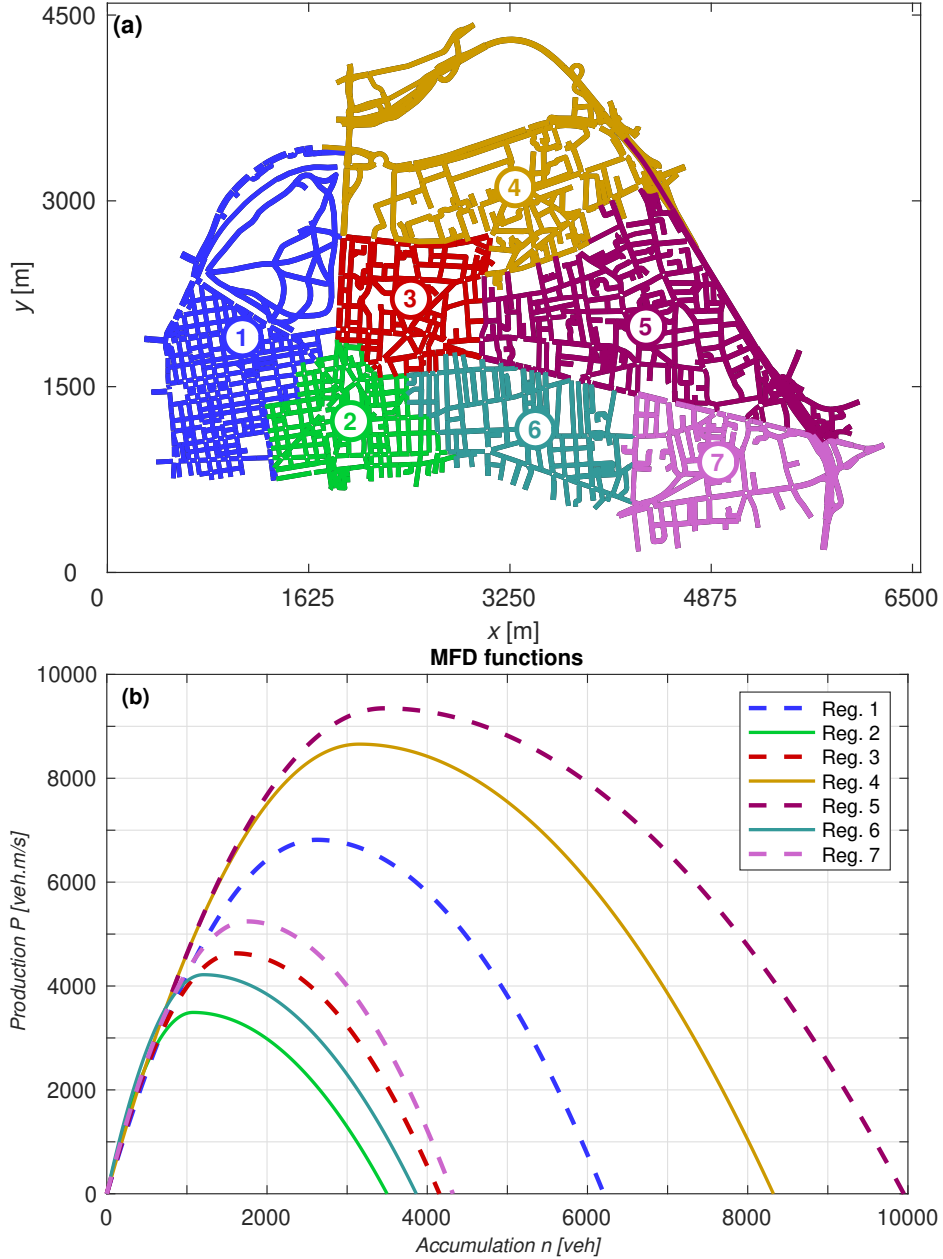 (a)
4500
3000
1500
0
y [m]
1
2
3
4
5
6
7
0 1625 3250 4875 6500
x [m]
MFD functions
(b)
10000
8000
6000
4000
2000
0
Production P [veh.m/s]
Reg. 1
Reg. 2
Reg. 3
Reg. 4
Reg. 5
Reg. 6
Reg. 7
0 2000 4000 6000 8000 10000
Accumulation n [veh]